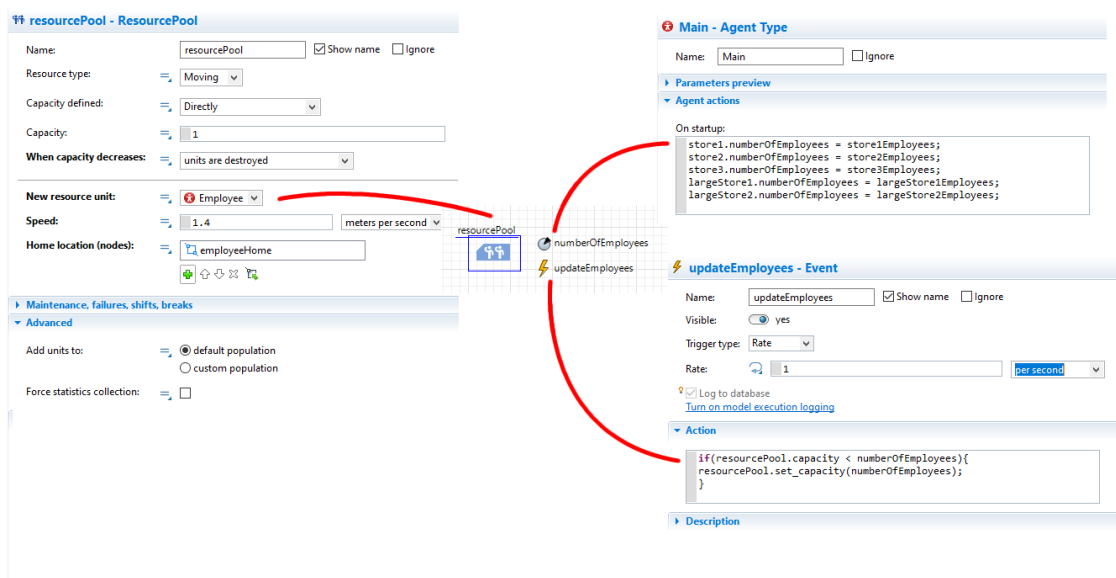 resourcePool - ResourcePool
Name:
resourcePool
Show name
Ignore
Resource type:
Moving
Capacity defined:
Directly
Capacity:
1
When capacity decreases:
units are destroyed
New resource unit:
Employee
Speed:
1.4
meters per second
Home location (nodes):
employeeHome
Maintenance, failures, shifts, breaks
Advanced
Add units to:
default population
custom population
Force statistics collection:
resourcePool
numberOfEmployees
updateEmployees
Main - Agent Type
Name:
Main
Ignore
Parameters preview
Agent actions
On startup:
store1.numberOfEmployees = store1Employees;
store2.numberOfEmployees = store2Employees;
store3.numberOfEmployees = store3Employees;
largeStore1.numberOfEmployees = largeStore1Employees;
largeStore2.numberOfEmployees = largeStore2Employees;
updateEmployees - Event
Name:
updateEmployees
Show name
Ignore
Visible:
yes
Trigger type:
Rate
Rate:
1
per second
Log to database
Turn on model execution logging
Action
if(resourcePool.capacity < numberOfEmployees){
resourcePool.set_capacity(numberOfEmployees);
}
Description